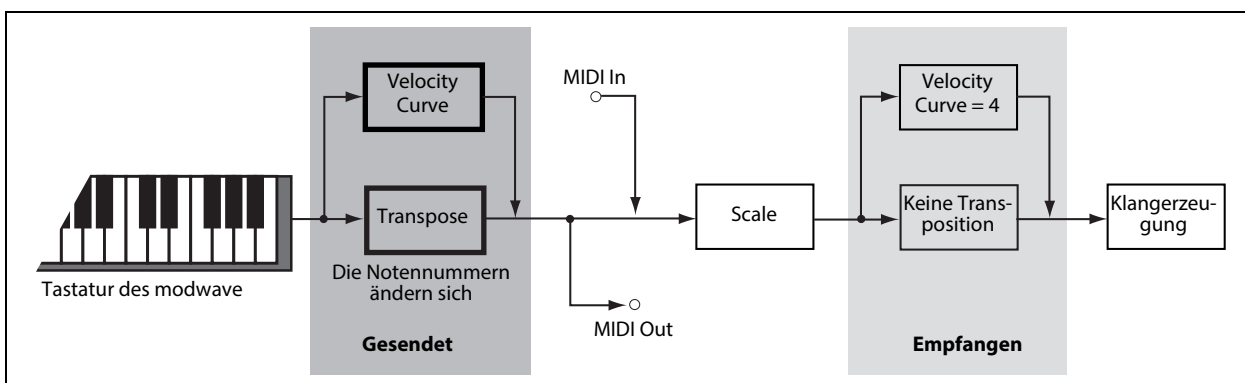 Velocity
Curve
MIDI In
Velocity
Curve = 4
Transpose
Scale
Keine Trans-
position
Klangerzeu-
gung
Die Notennummern
ändern sich
Tastatur des modwave
MIDI Out
Gesendet
Empfangen